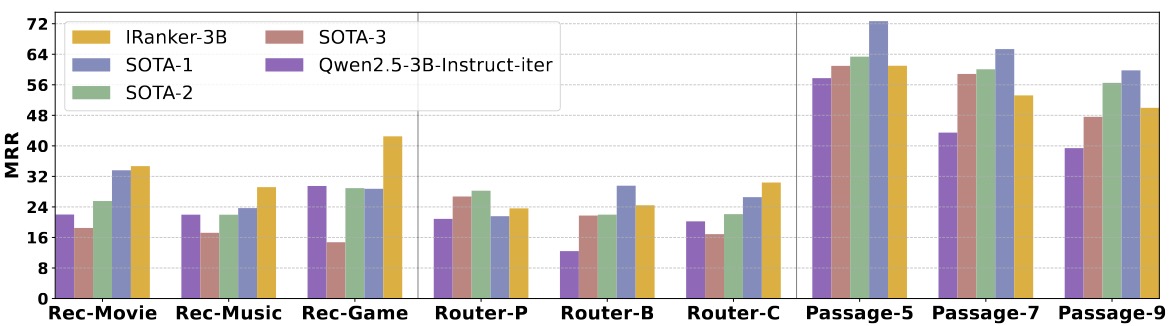 72
64
56
48
40
32
24
16
8
0
MRR
IRanker-3B
SOTA-1
SOTA-2
SOTA-3
Qwen2.5-3B-Instruct-iter
Rec-Movie Rec-Music Rec-Game Router-P Router-B Router-C Passage-5 Passage-7 Passage-9